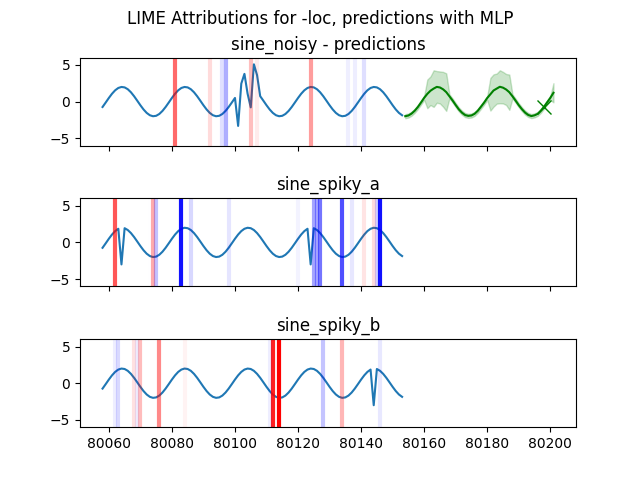 LIME Attributions for -loc, predictions with MLP
sine_noisy - predictions
5
0
−5
sine_spiky_a
5
0
−5
sine_spiky_b
5
0
−5
80060 80080 80100 80120 80140 80160 80180 80200